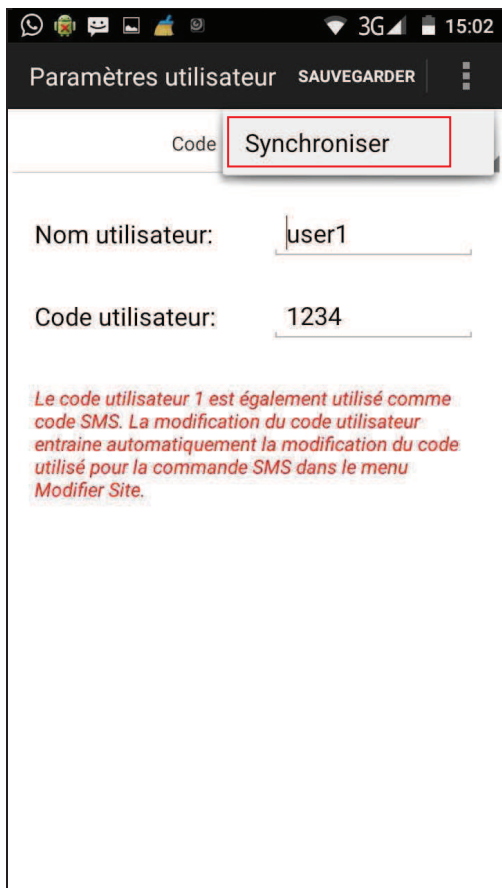 3G 15:02
Paramètres utilisateur SAUVEGARDER
Code Synchroniser
Nom utilisateur: user1
Code utilisateur: 1234
Le code utilisateur 1 est également utilisé comme
code SMS. La modification du code utilisateur
entraine automatiquement la modification du code
utilisé pour la commande SMS dans le menu
Modifier Site.